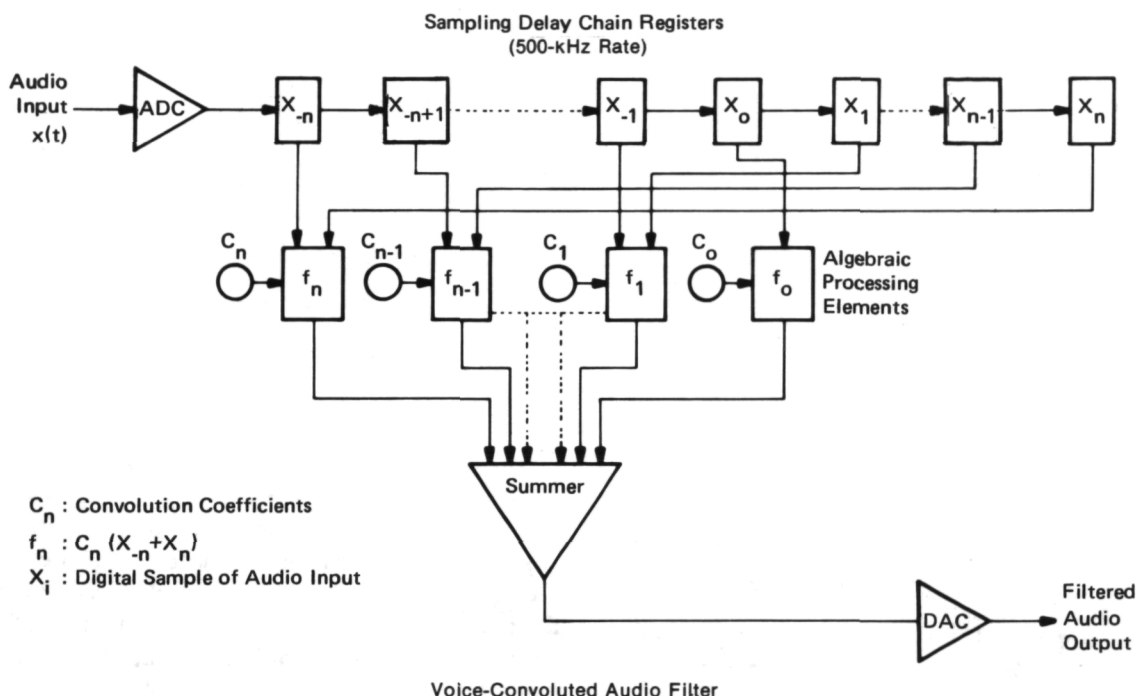 Sampling Delay Chain Registers
(500-kHz Rate)
Audio
Input
x(t)
ADC
X-n
X-n+1
X-1
Xo
X1
Xn-1
Xn
Cn
fn
Cn-1
fn-1
C1
f1
Co
fo
Algebraic
Processing
Elements
Summer
Cn : Convolution Coefficients
fn : Cn (X-n+Xn)
Xi : Digital Sample of Audio Input
DAC
Filtered
Audio
Output
Voice-Convoluted Audio Filter